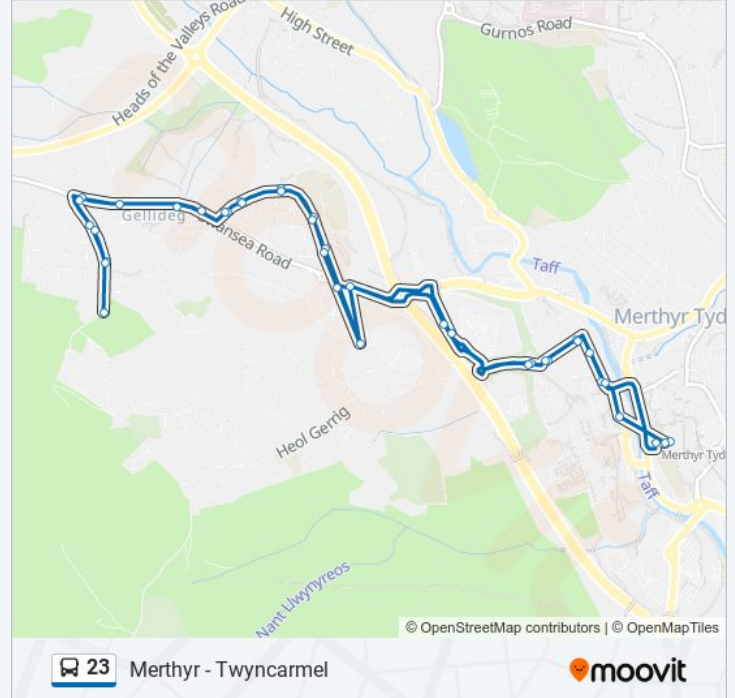 Heads of the Valleys Road
High Street
Gurnos Road
Gellideg
Swansea Road
Taff
Merthyr Tyd
Heol Gerrig
Merthyr Tyd
Taff
Nant Llwynyreos
© OpenStreetMap contributors | © OpenMapTiles
23 Merthyr - Twyncarmel
moovit